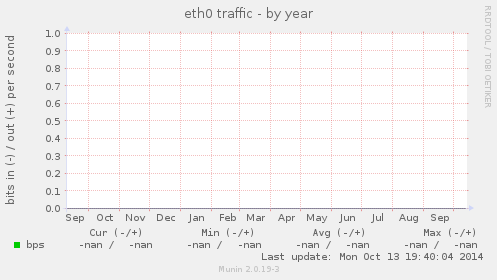 eth0 traffic - by year
RRDTOOL / TOBI OETIKER
bits in (-) / out (+) per second
1.0
0.9
0.8
0.7
0.6
0.5
0.4
0.3
0.2
0.1
0.0
Sep Oct Nov Dec Jan Feb Mar Apr May Jun Jul Aug Sep
Cur (-/+) Min (-/+) Avg (-/+) Max (-/+)
bps -nan / -nan -nan / -nan -nan / -nan -nan / -nan
Last update: Mon Oct 13 19:40:04 2014
Munin 2.0.19-3